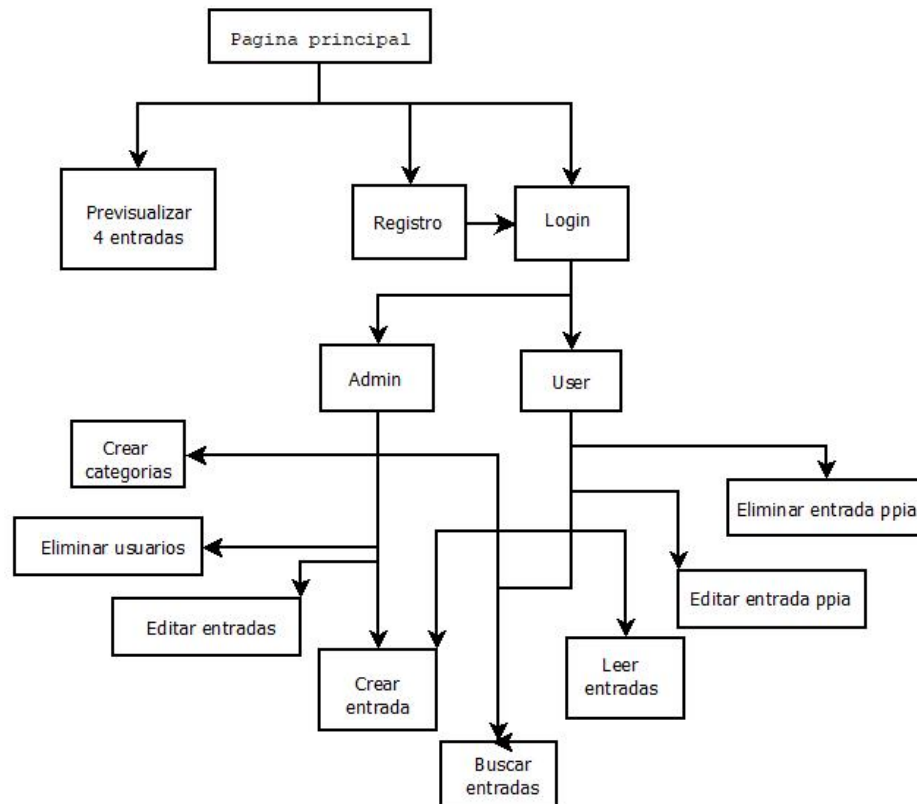 Pagina principal
Previsualizar
4 entradas
Registro
Login
Admin
User
Crear
categorias
Eliminar entrada ppia
Eliminar usuarios
Editar entrada ppia
Editar entradas
Crear
entrada
Leer
entradas
Buscar
entradas